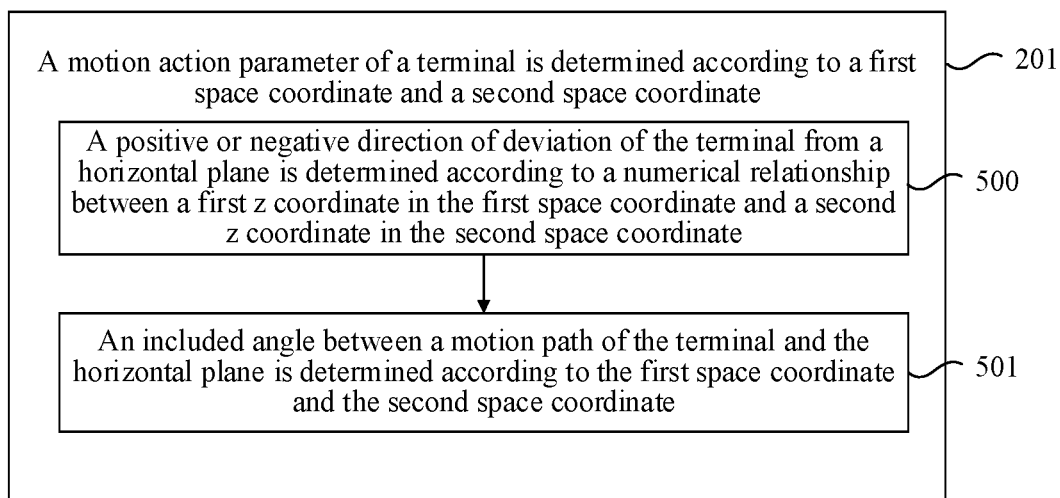 A motion action parameter of a terminal is determined according to a first
space coordinate and a second space coordinate
201
A positive or negative direction of deviation of the terminal from a
horizontal plane is determined according to a numerical relationship
between a first z coordinate in the first space coordinate and a second
z coordinate in the second space coordinate
500
An included angle between a motion path of the terminal and the
horizontal plane is determined according to the first space coordinate
and the second space coordinate
501